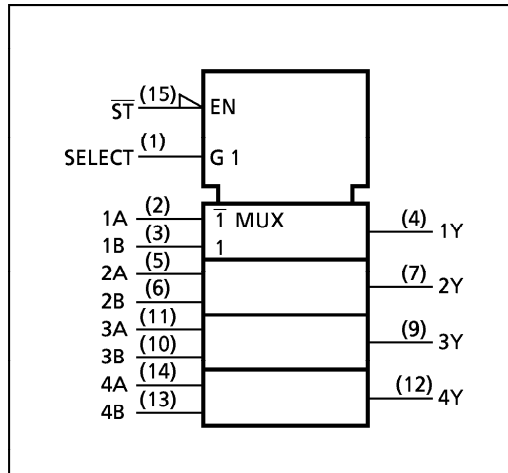 S̅T̅ (15) EN
SELECT (1) G 1
1A (2) 1̅ MUX (4) 1Y
1B (3) 1
2A (5) (7) 2Y
2B (6)
3A (11) (9) 3Y
3B (10)
4A (14) (12) 4Y
4B (13)